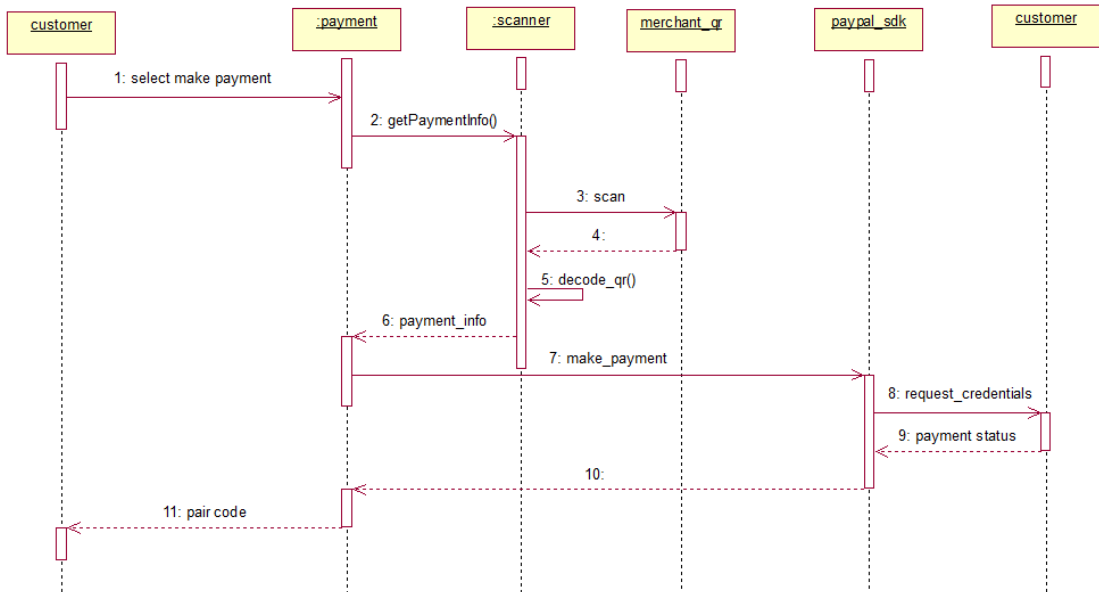 customer
:payment
:scanner
merchant_qr
paypal_sdk
customer
1: select make payment
2: getPaymentInfo()
3: scan
4:
5: decode_qr()
6: payment_info
7: make_payment
8: request_credentials
9: payment status
10:
11: pair code